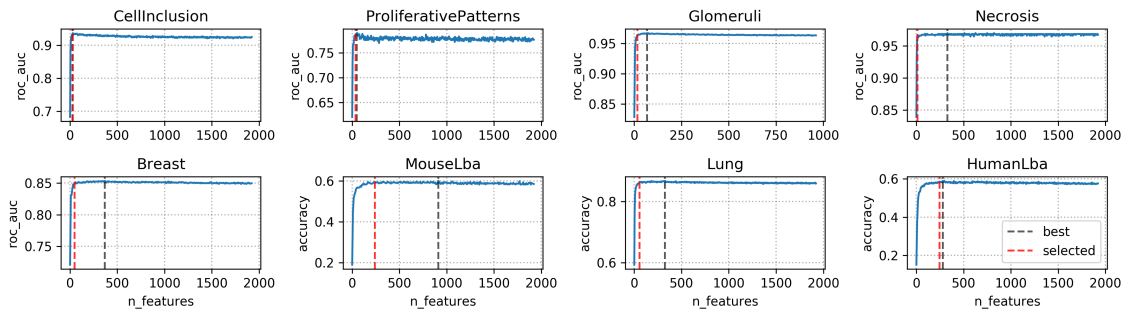 CellInclusion
roc_auc
0.9
0.8
0.7
0
500
1000
1500
2000
ProliferativePatterns
roc_auc
0.75
0.65
0
500
1000
1500
2000
Glomeruli
roc_auc
0.95
0.90
0.85
0
250
500
750
1000
Necrosis
roc_auc
0.95
0.90
0.85
0
500
1000
1500
2000
Breast
roc_auc
0.85
0.80
0.75
0
500
1000
1500
2000
n_features
MouseLba
accuracy
0.6
0.4
0.2
0
500
1000
1500
2000
n_features
Lung
accuracy
0.8
0.6
0
500
1000
1500
2000
n_features
HumanLba
accuracy
0.6
0.4
0.2
0
500
1000
1500
2000
n_features
best
selected